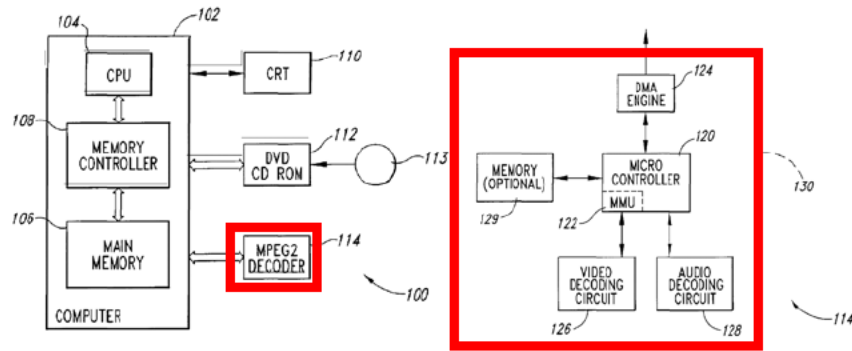 102
104
CPU
110
CRT
108
MEMORY
CONTROLLER
112
DVD
CD ROM
113
106
MAIN
MEMORY
114
MPEG2
DECODER
100
COMPUTER
124
DMA
ENGINE
120
MICRO
CONTROLLER
MMU
122
MEMORY
(OPTIONAL)
129
130
VIDEO
DECODING
CIRCUIT
126
AUDIO
DECODING
CIRCUIT
128
114